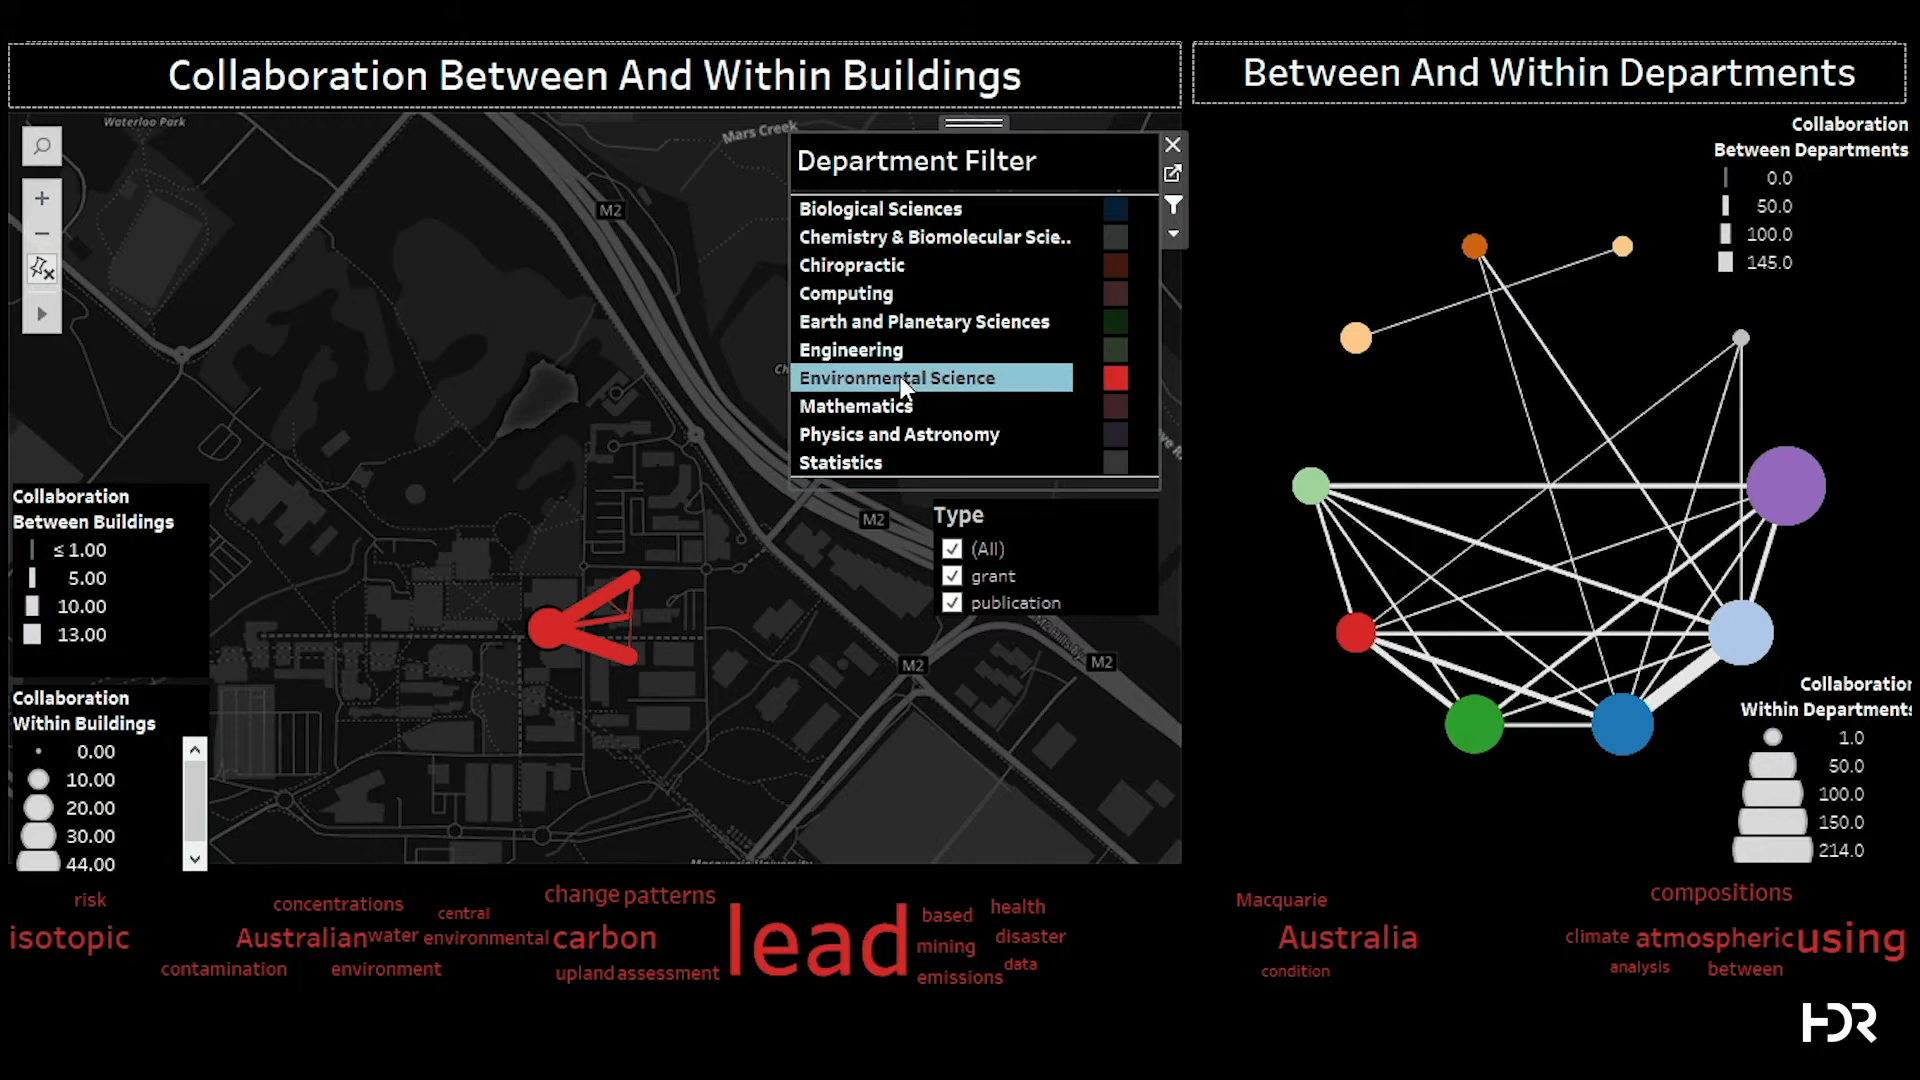 Collaboration Between And Within Buildings
Between And Within Departments
Waterloo Park
Mars Creek
M2
Department Filter
Biological Sciences
Chemistry & Biomolecular Scie..
Chiropractic
Computing
Earth and Planetary Sciences
Engineering
Environmental Science
Mathematics
Physics and Astronomy
Statistics
Type
(All)
grant
publication
M2
M2
M2
Collaboration
Between Buildings
≤ 1.00
5.00
10.00
13.00
Collaboration
Within Buildings
0.00
10.00
20.00
30.00
44.00
Collaboration
Between Departments
0.0
50.0
100.0
145.0
Collaboration
Within Departments
1.0
50.0
100.0
150.0
214.0
risk
isotopic
concentrations
central
Australian
water
environmental
contamination
environment
change
patterns
carbon
upland
assessment
lead
based
health
mining
disaster
data
emissions
Macquarie
Australia
condition
compositions
climate
atmospheric
using
analysis
between
HDR